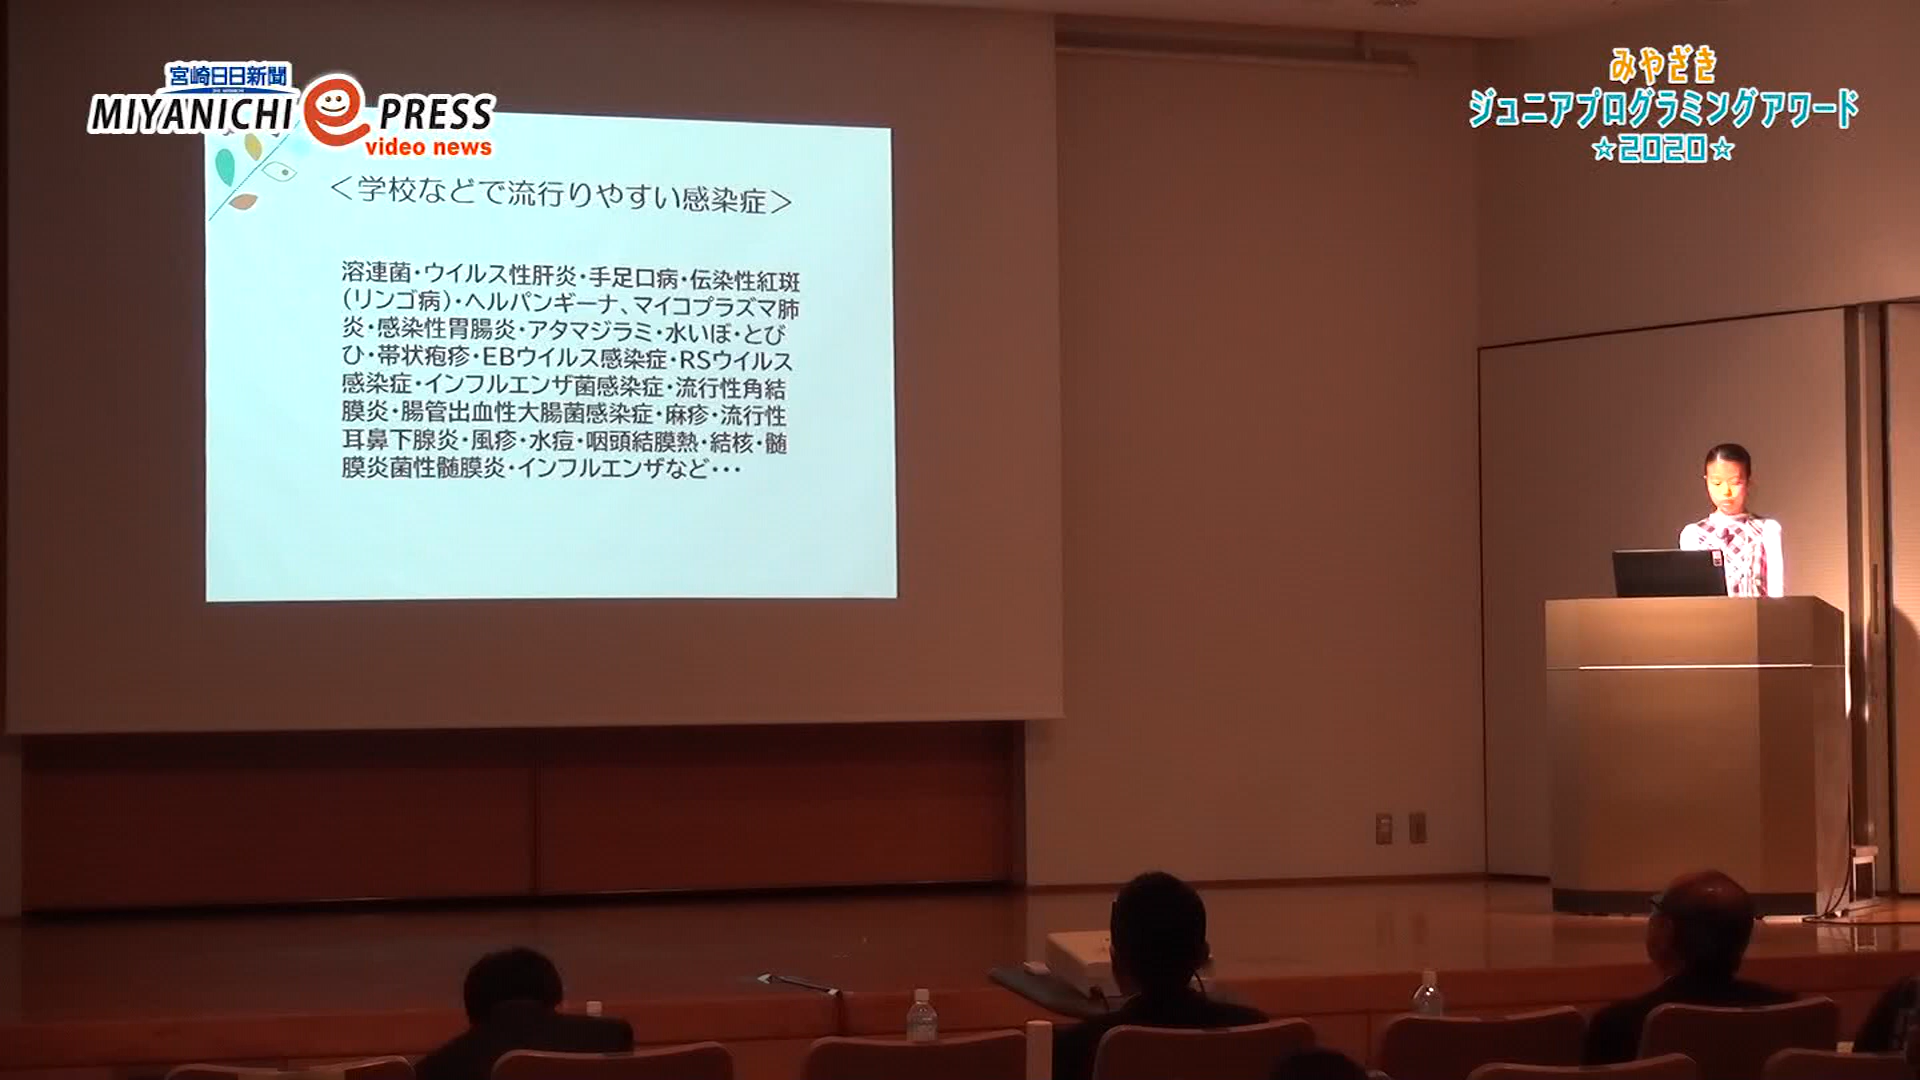 宮崎日日新聞
MIYANICHI e PRESS
video news
みやざき
ジュニアプログラミングアワード
☆2020☆
＜学校などで流行りやすい感染症＞
溶連菌・ウイルス性肝炎・手足口病・伝染性紅斑
(リンゴ病)・ヘルパンギーナ、マイコプラズマ肺
炎・感染性胃腸炎・アタマジラミ・水いぼ・とび
ひ・帯状疱疹・EBウイルス感染症・RSウイルス
感染症・インフルエンザ菌感染症・流行性角結
膜炎・腸管出血性大腸菌感染症・麻疹・流行性
耳鼻下腺炎・風疹・水痘・咽頭結膜熱・結核・髄
膜炎菌性髄膜炎・インフルエンザなど・・・